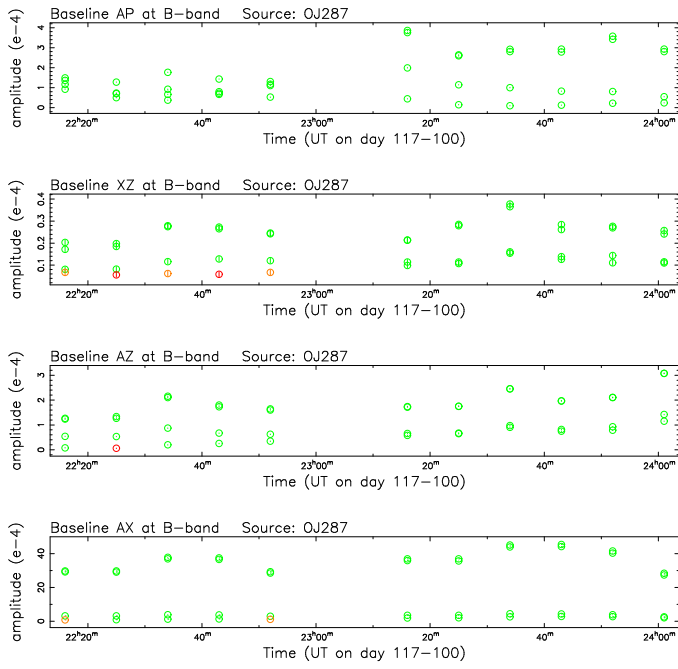 Baseline AP at B-band Source: OJ287
amplitude (e-4)
0 1 2 3 4
22ʰ20ᵐ 40ᵐ 23ʰ00ᵐ 20ᵐ 40ᵐ 24ʰ00ᵐ
Time (UT on day 117-100)
Baseline XZ at B-band Source: OJ287
amplitude (e-4)
0.1 0.2 0.3 0.4
22ʰ20ᵐ 40ᵐ 23ʰ00ᵐ 20ᵐ 40ᵐ 24ʰ00ᵐ
Time (UT on day 117-100)
Baseline AZ at B-band Source: OJ287
amplitude (e-4)
0 1 2 3
22ʰ20ᵐ 40ᵐ 23ʰ00ᵐ 20ᵐ 40ᵐ 24ʰ00ᵐ
Time (UT on day 117-100)
Baseline AX at B-band Source: OJ287
amplitude (e-4)
0 20 40
22ʰ20ᵐ 40ᵐ 23ʰ00ᵐ 20ᵐ 40ᵐ 24ʰ00ᵐ
Time (UT on day 117-100)